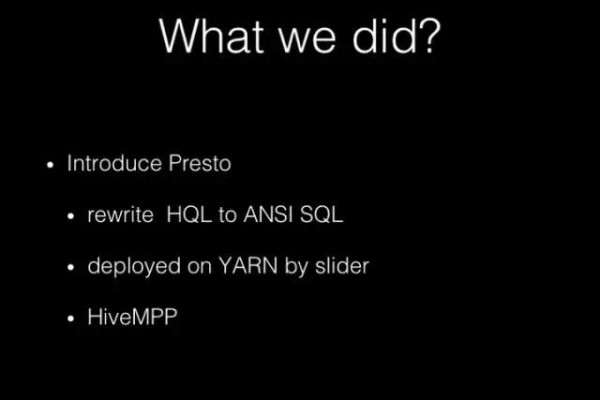 What we did?
• Introduce Presto
• rewrite HQL to ANSI SQL
• deployed on YARN by slider
• HiveMPP